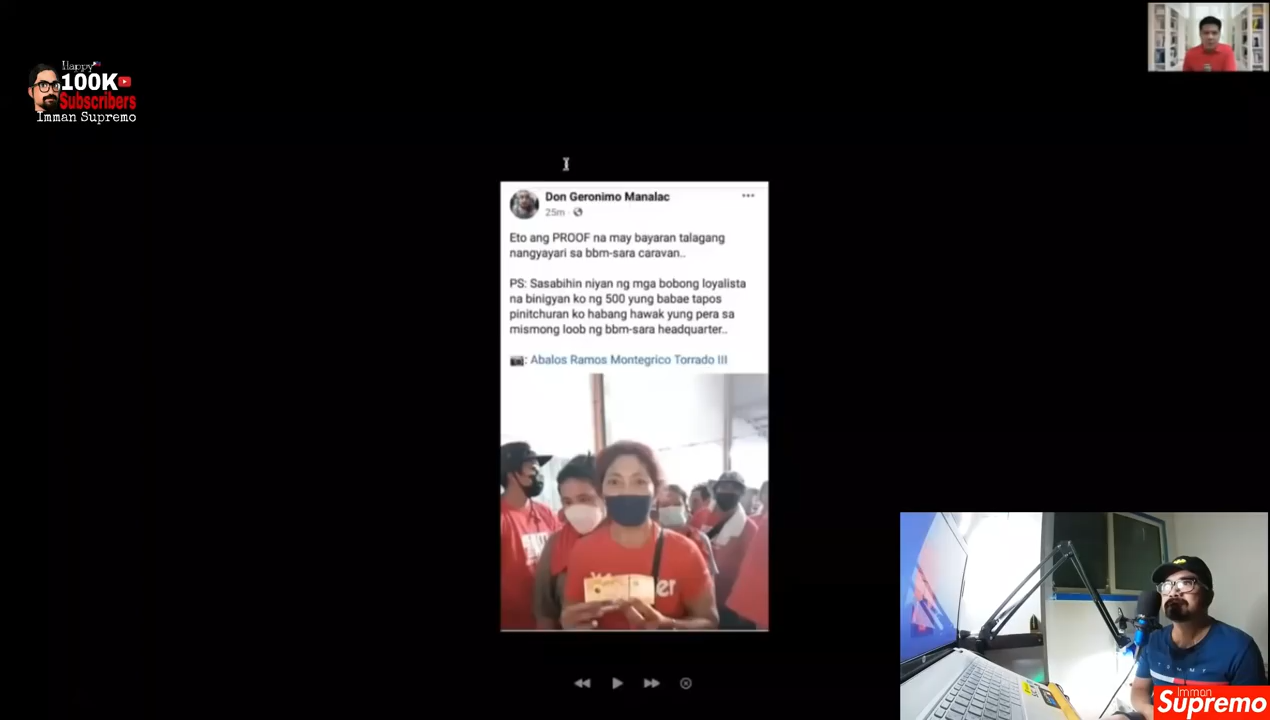 Happy
100K
Subscribers
Imman Supremo
Don Geronimo Manalac
25m
Eto ang PROOF na may bayaran talagang
nangyayari sa bbm-sara caravan..
PS: Sasabihin niyan ng mga bobong loyalista
na binigyan ko ng 500 yung babae tapos
pinitchuran ko habang hawak yung pera sa
mismong loob ng bbm-sara headquarter..
: Abalos Ramos Montegrico Torrado III
Imman
Supremo